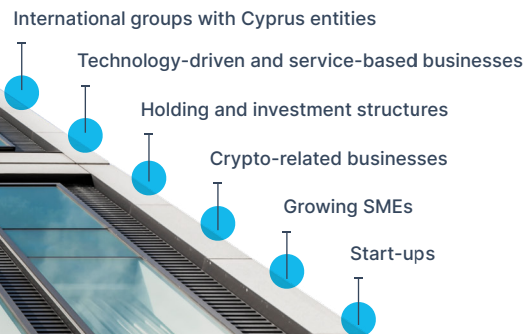 International groups with Cyprus entities
Technology-driven and service-based businesses
Holding and investment structures
Crypto-related businesses
Growing SMEs
Start-ups